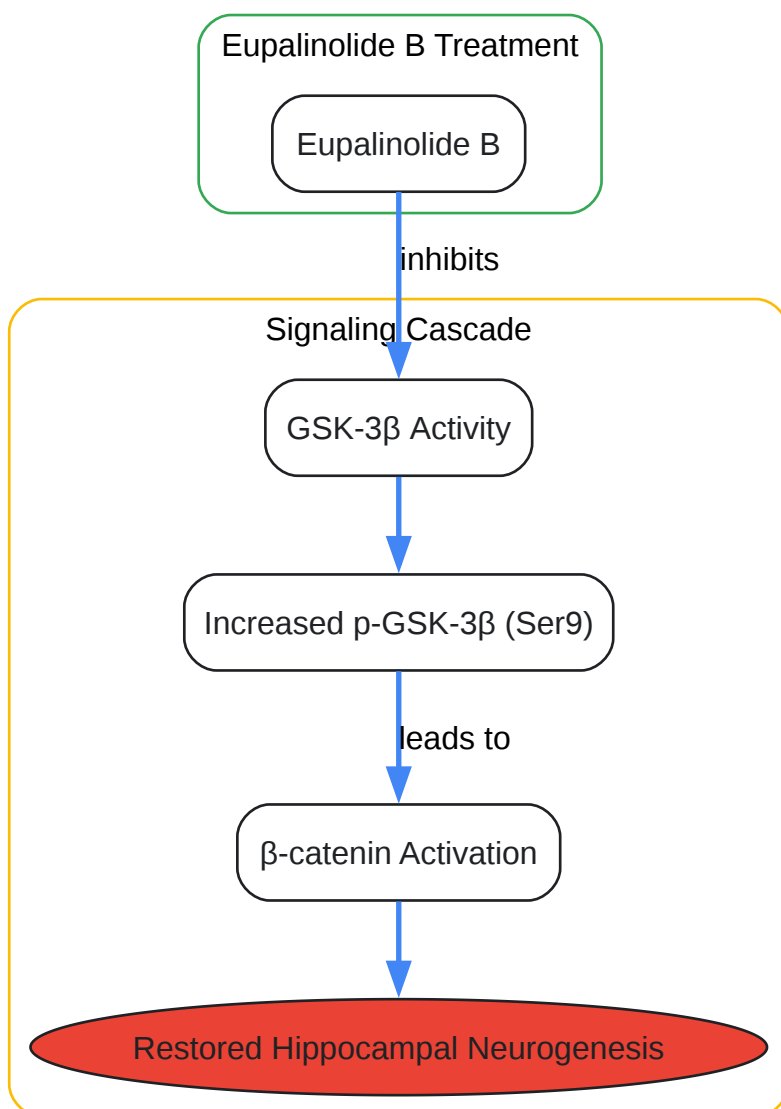 Eupalinolide B Treatment
Eupalinolide B
inhibits
Signaling Cascade
GSK-3β Activity
Increased p-GSK-3β (Ser9)
leads to
β-catenin Activation
Restored Hippocampal Neurogenesis